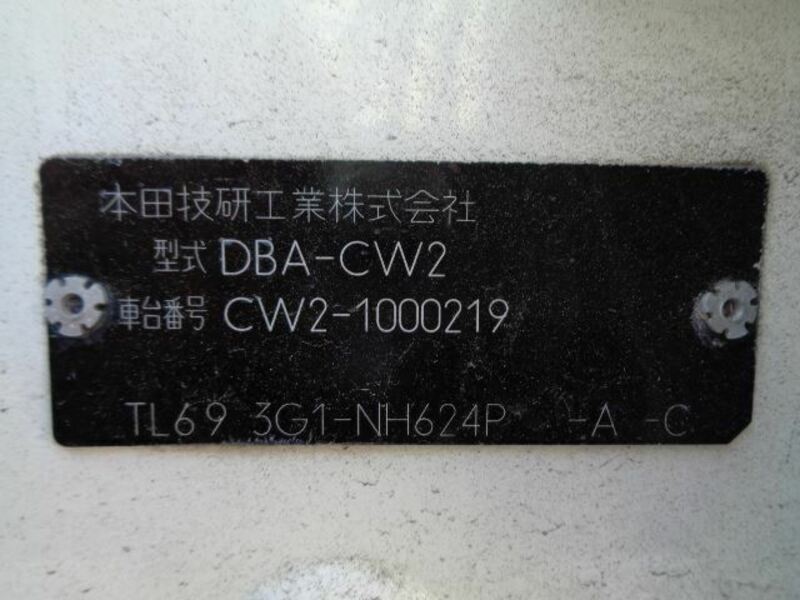 本田技研工業株式会社
型式 DBA-CW2
車台番号 CW2-1000219
TL69 3G1-NH624P -A -C